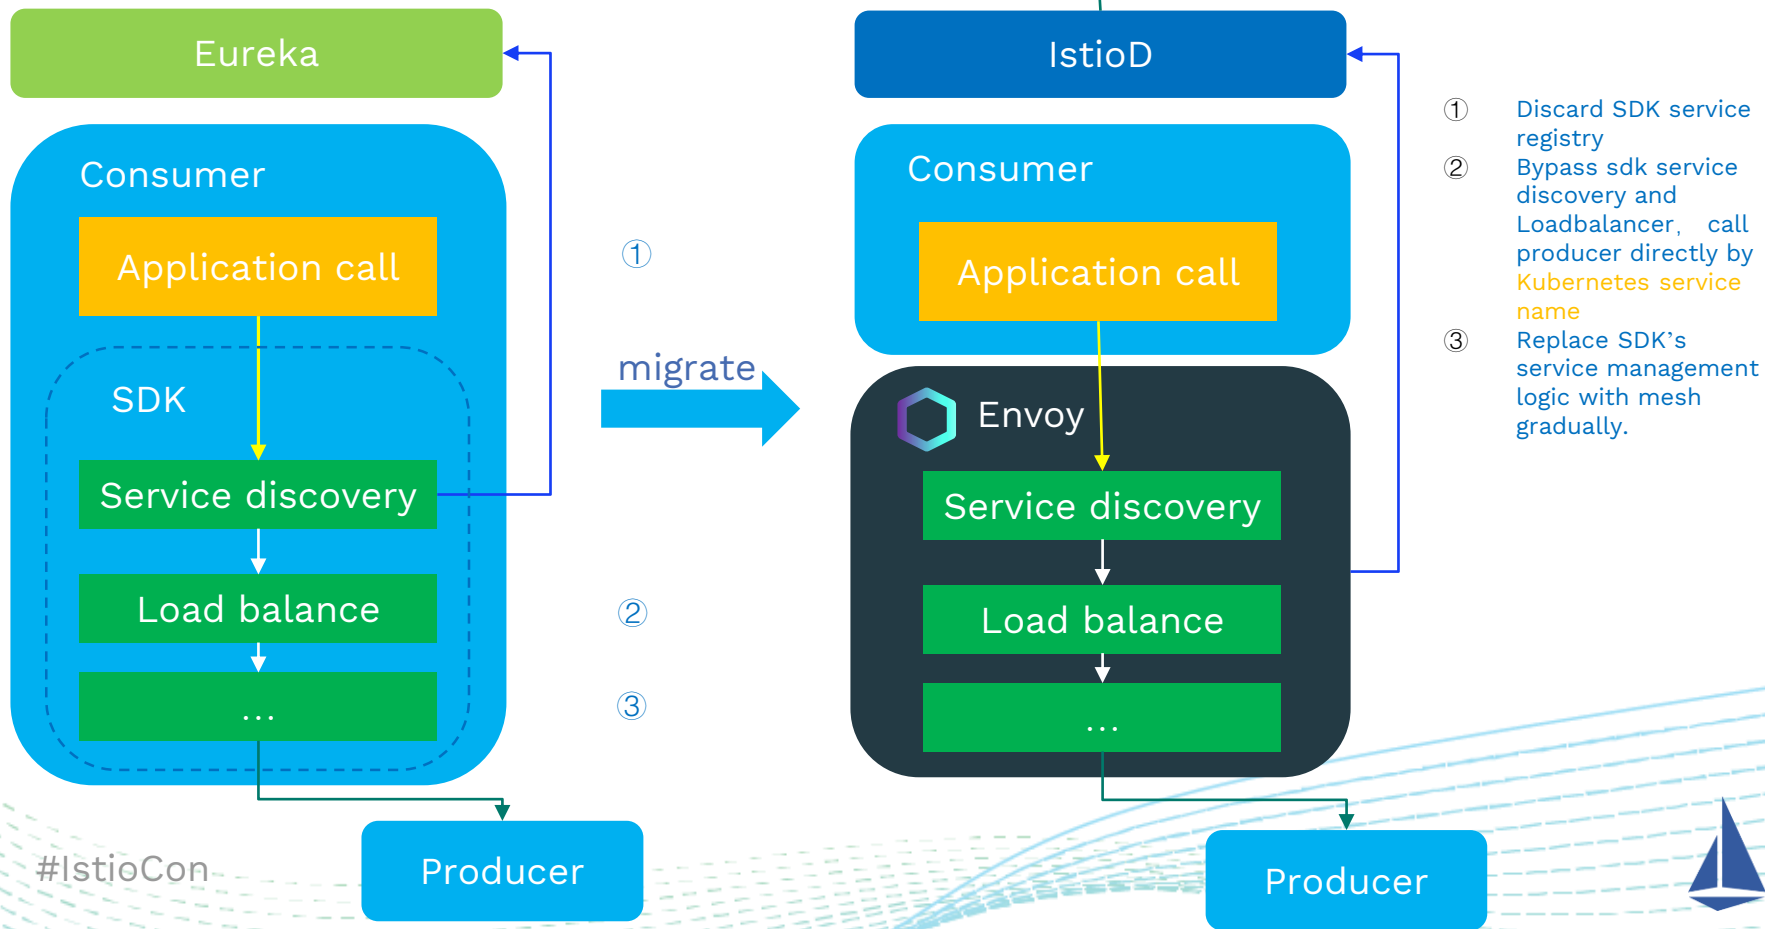 Eureka
Consumer
Application call
SDK
Service discovery
Load balance
...
Producer
#IstioCon
①
migrate
②
③
IstioD
Consumer
Application call
Envoy
Service discovery
Load balance
...
Producer
① Discard SDK service
registry
② Bypass sdk service
discovery and
Loadbalancer, call
producer directly by
Kubernetes service
name
③ Replace SDK’s
service management
logic with mesh
gradually.